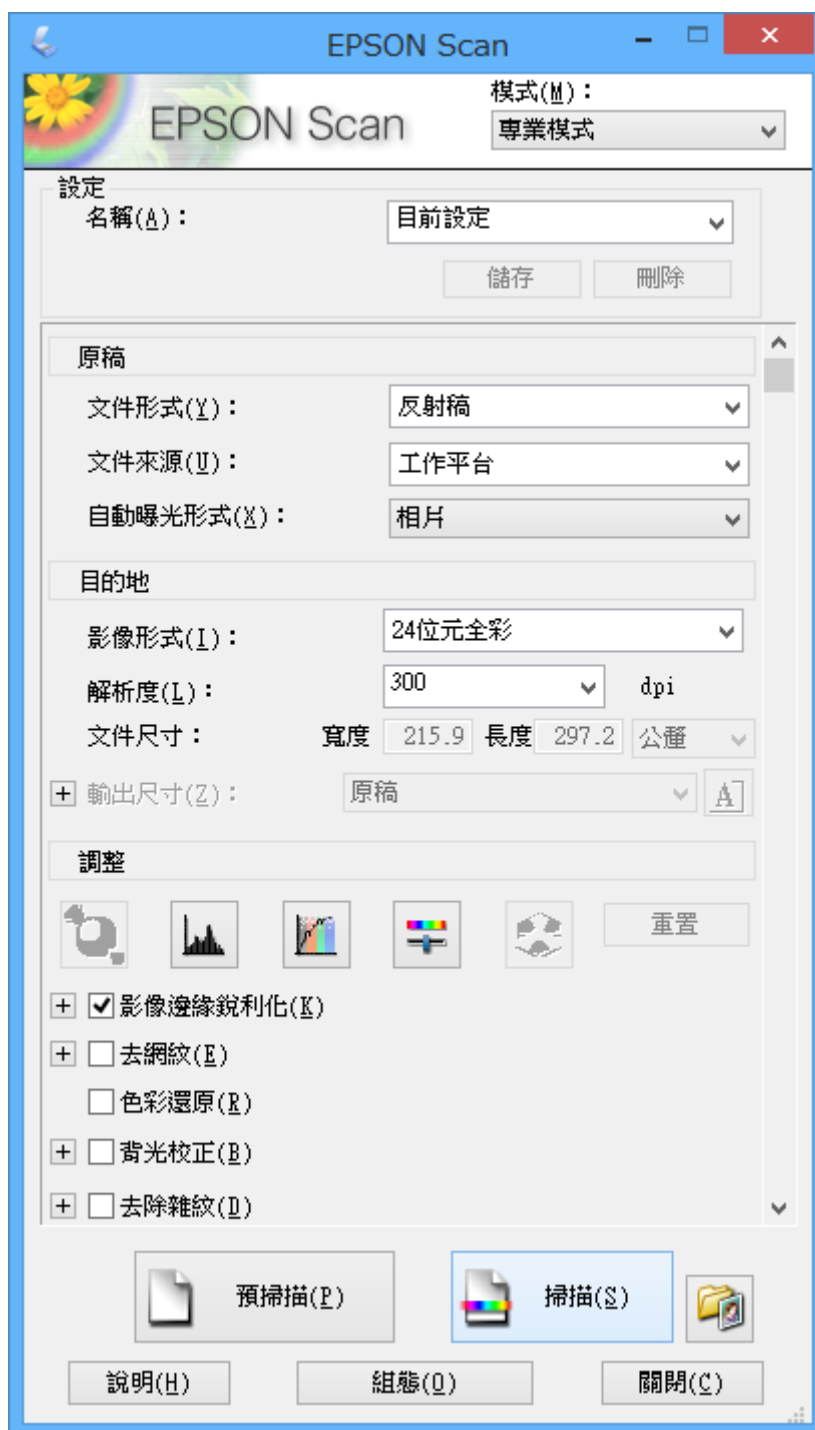 EPSON Scan
EPSON Scan
模式(M)：
專業模式
設定
名稱(A)：
目前設定
儲存
刪除
原稿
文件形式(Y)：
反射稿
文件來源(U)：
工作平台
自動曝光形式(X)：
相片
目的地
影像形式(I)：
24位元全彩
解析度(L)：
300
dpi
文件尺寸： 寬度 215.9 長度 297.2 公釐
輸出尺寸(Z)：
原稿
A
調整
重置
影像邊緣銳利化(K)
去網紋(E)
色彩還原(R)
背光校正(B)
去除雜紋(D)
預掃描(P)
掃描(S)
說明(H)
組態(O)
關閉(C)